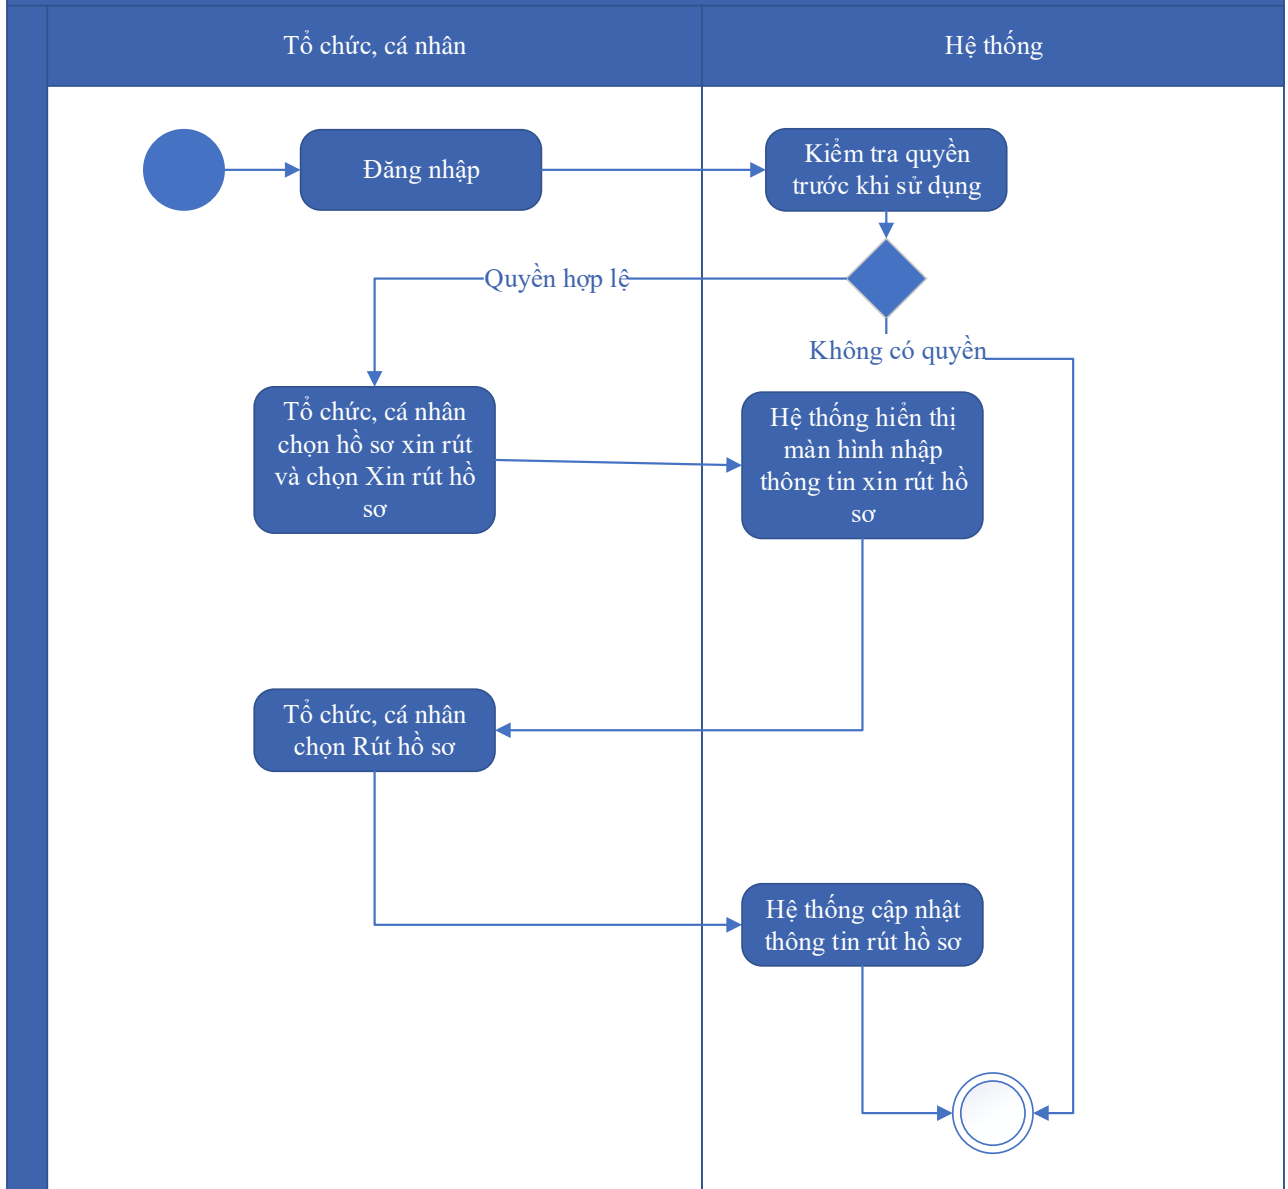 Tổ chức, cá nhân
Hệ thống
Đăng nhập
Kiểm tra quyền
trước khi sử dụng
Quyền hợp lệ
Không có quyền
Tổ chức, cá nhân
chọn hồ sơ xin rút
và chọn Xin rút hồ
sơ
Hệ thống hiển thị
màn hình nhập
thông tin xin rút hồ
sơ
Tổ chức, cá nhân
chọn Rút hồ sơ
Hệ thống cập nhật
thông tin rút hồ sơ